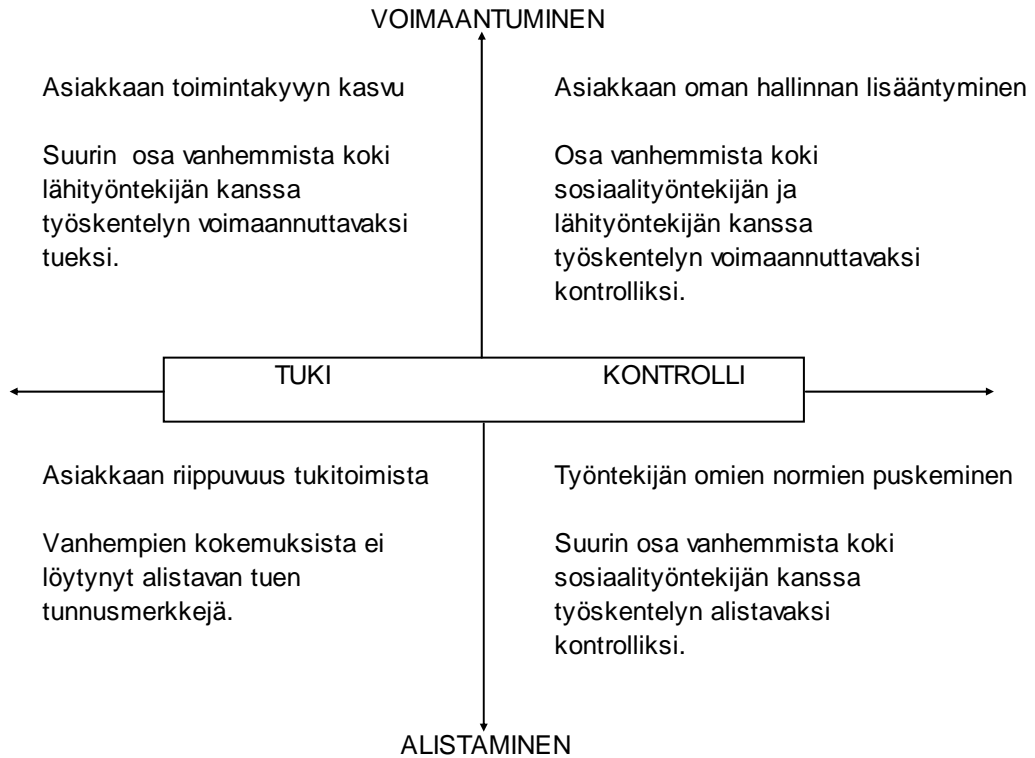 VOIMAANTUMINEN
Asiakkaan toimintakyvyn kasvu
Suurin osa vanhemmista koki
lähityöntekijän kanssa
työskentelyn voimaannuttavaksi
tueksi.
Asiakkaan oman hallinnan lisääntyminen
Osa vanhemmista koki
sosiaalityöntekijän ja
lähityöntekijän kanssa
työskentelyn voimaannuttavaksi
kontrolliksi.
TUKI
KONTROLLI
Asiakkaan riippuvuus tukitoimista
Vanhempien kokemuksista ei
löytynyt alistavan tuen
tunnusmerkkejä.
Työntekijän omien normien puskeminen
Suurin osa vanhemmista koki
sosiaalityöntekijän kanssa
työskentelyn alistavaksi
kontrolliksi.
ALISTAMINEN